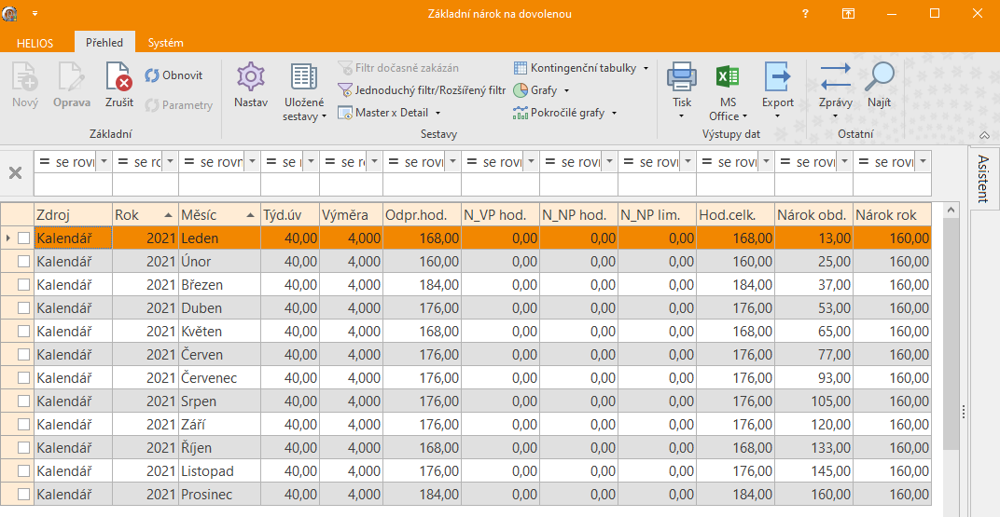 Základní nárok na dovolenou
?
HELIOS Přehled Systém
Nový Oprava Zrušit Obnovit Parametry
Základní
Nastav Uložené sestavy Filtr dočasně zakázán Kontingenční tabulky
Jednoduchý filtr/Rozšířený filtr Grafy
Master x Detail Pokročilé grafy
Sestavy
Tisk MS Office Export
Výstupy dat
Zprávy Najít
Ostatní
Asistent
= se rovi = se ro = se rovn = se i = se ro = se rovi = se rovi = se rovi = se rovi = se rovi = se rovi = se rovi
Zdroj Rok Měsíc Týd.úv Výměra Odpr.hod. N_VP hod. N_NP hod. N_NP lim. Hod.celk. Nárok obd. Nárok rok
Kalendář 2021 Leden 40,00 4,000 168,00 0,00 0,00 0,00 168,00 13,00 160,00
Kalendář 2021 Únor 40,00 4,000 160,00 0,00 0,00 0,00 160,00 25,00 160,00
Kalendář 2021 Březen 40,00 4,000 184,00 0,00 0,00 0,00 184,00 37,00 160,00
Kalendář 2021 Duben 40,00 4,000 176,00 0,00 0,00 0,00 176,00 53,00 160,00
Kalendář 2021 Květen 40,00 4,000 168,00 0,00 0,00 0,00 168,00 65,00 160,00
Kalendář 2021 Červen 40,00 4,000 176,00 0,00 0,00 0,00 176,00 77,00 160,00
Kalendář 2021 Červenec 40,00 4,000 176,00 0,00 0,00 0,00 176,00 93,00 160,00
Kalendář 2021 Srpen 40,00 4,000 176,00 0,00 0,00 0,00 176,00 105,00 160,00
Kalendář 2021 Září 40,00 4,000 176,00 0,00 0,00 0,00 176,00 120,00 160,00
Kalendář 2021 Říjen 40,00 4,000 168,00 0,00 0,00 0,00 168,00 133,00 160,00
Kalendář 2021 Listopad 40,00 4,000 176,00 0,00 0,00 0,00 176,00 145,00 160,00
Kalendář 2021 Prosinec 40,00 4,000 184,00 0,00 0,00 0,00 184,00 160,00 160,00